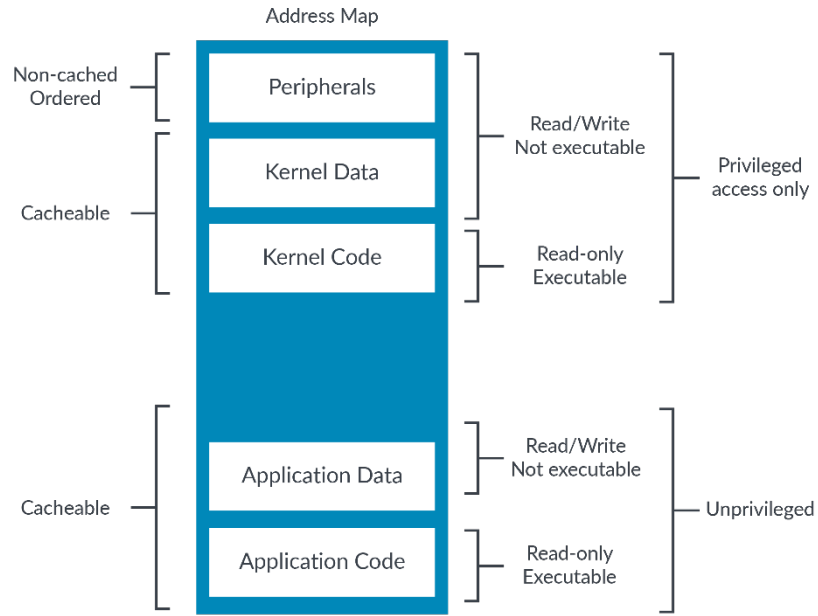 Address Map
Non-cached
Ordered
Peripherals
Read/Write
Not executable
Kernel Data
Privileged
access only
Cacheable
Kernel Code
Read-only
Executable
Application Data
Read/Write
Not executable
Cacheable
Unprivileged
Application Code
Read-only
Executable